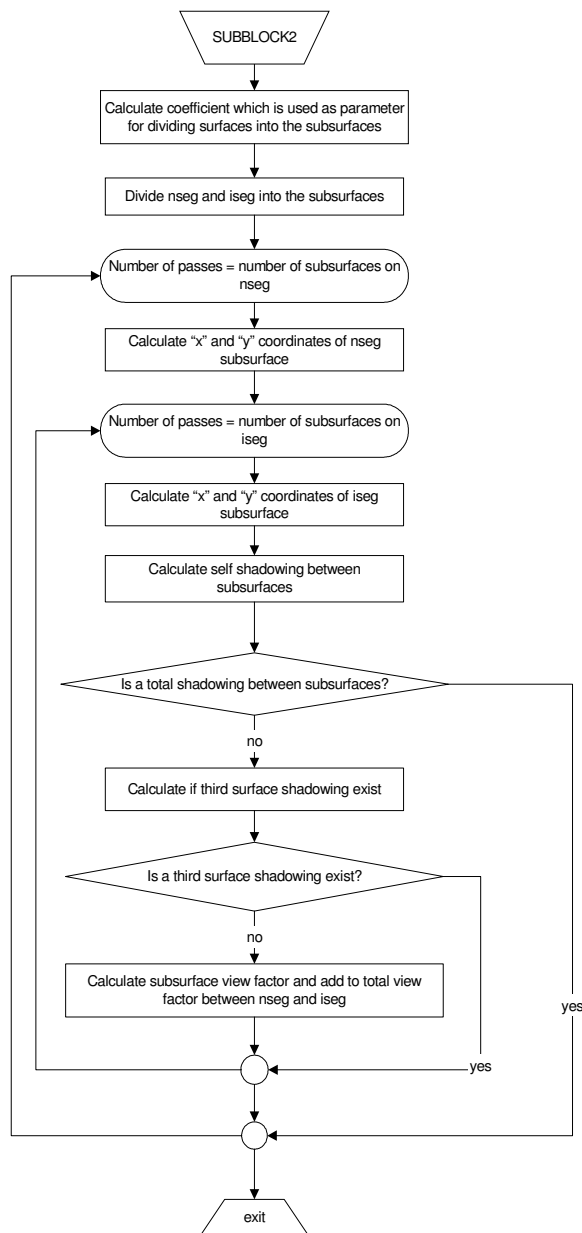 SUBBLOCK2
Calculate coefficient which is used as parameter
for dividing surfaces into the subsurfaces
Divide nseg and iseg into the subsurfaces
Number of passes = number of subsurfaces on
nseg
Calculate “x” and “y” coordinates of nseg
subsurface
Number of passes = number of subsurfaces on
iseg
Calculate “x” and “y” coordinates of iseg
subsurface
Calculate self shadowing between
subsurfaces
Is a total shadowing between subsurfaces?
no
Calculate if third surface shadowing exist
Is a third surface shadowing exist?
no
Calculate subsurface view factor and add to total view
factor between nseg and iseg
yes
yes
exit